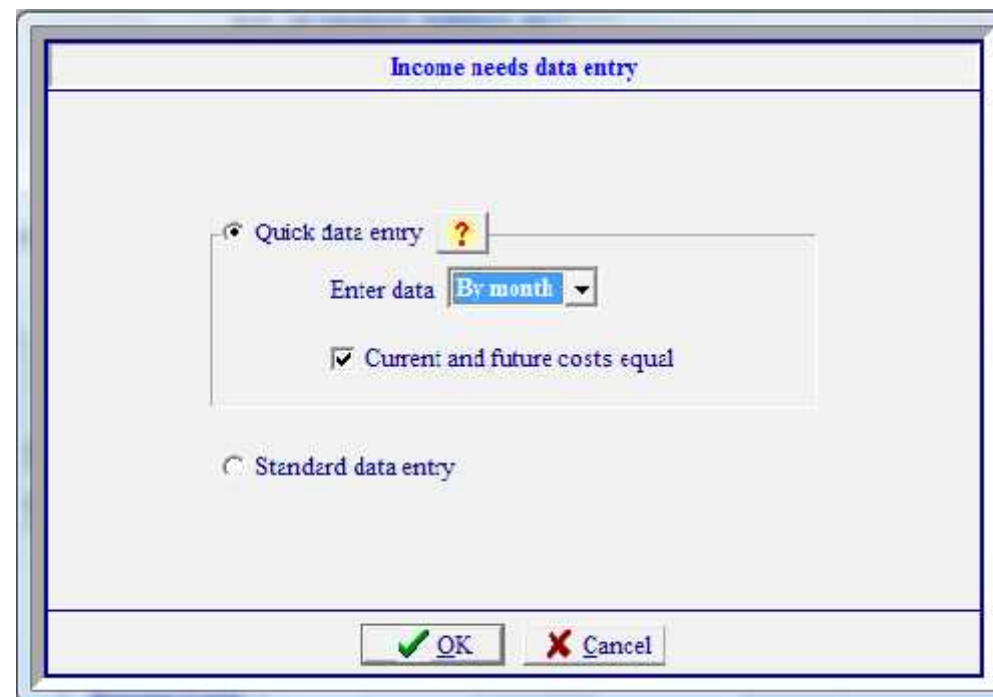 Income needs data entry
Quick data entry ?
Enter data By month
Current and future costs equal
Standard data entry
OK Cancel